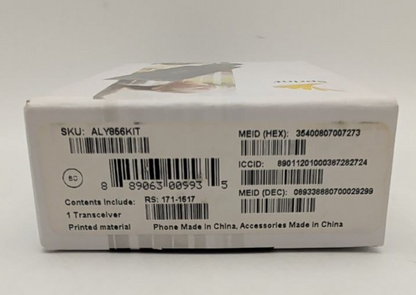 Sprint
SKU: ALY856KIT
MEID (HEX): 35400807007273
ICCID: 89011201000387282724
8 89063 00993 5
MEID (DEC): 089338880700029299
Contents Include: RS: 171-1617
1 Transceiver
Printed material Phone Made in China, Accessories Made in China